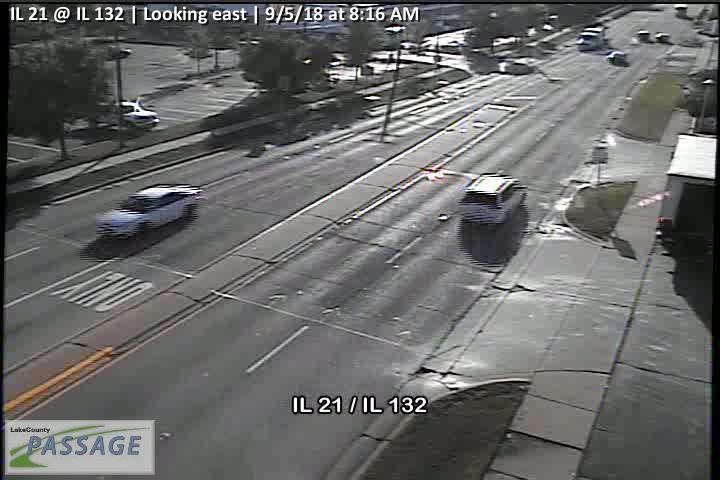 IL 21 @ IL 132 | Looking east | 9/5/18 at 8:16 AM
ONLY
IL 21 / IL 132
LakeCounty
PASSAGE